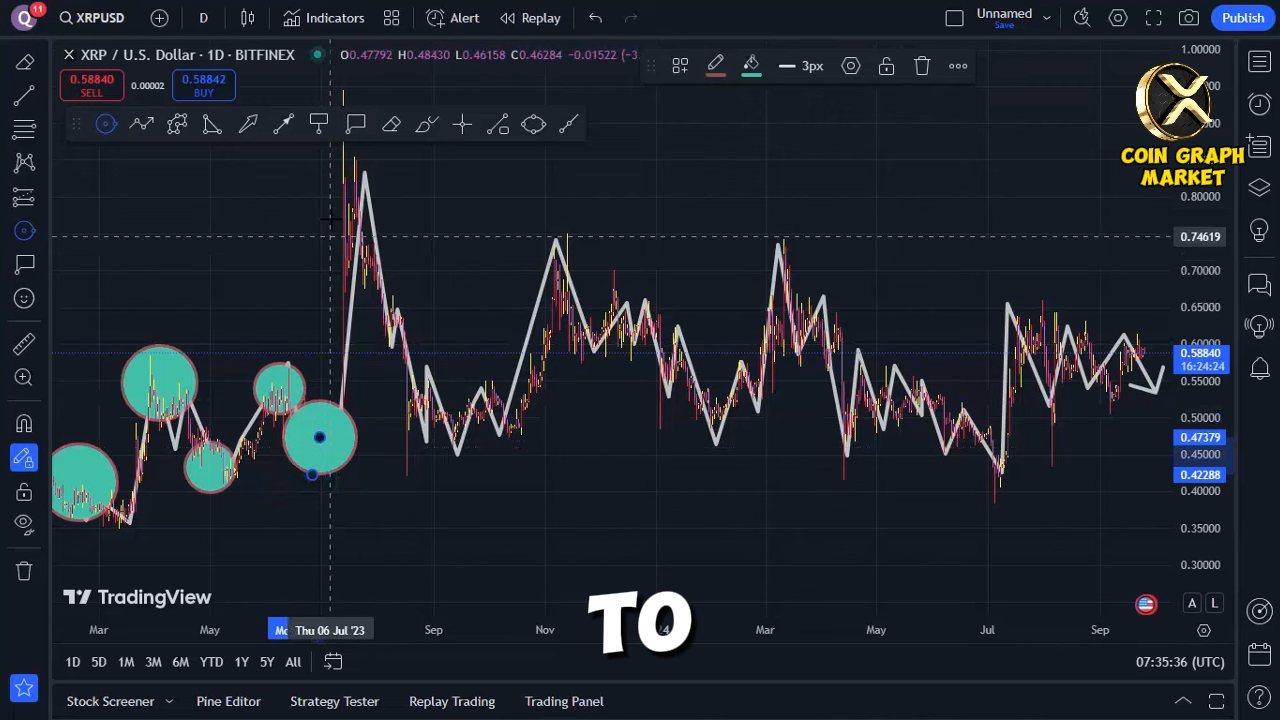 Q 11 XRPUSD D Indicators Alert Replay Unnamed Save Publish
XRP / U.S. Dollar · 1D · BITFINEX O0.47792 H0.48430 L0.46158 C0.46284 -0.01522 (-3. 3px
0.58840 SELL 0.00002 0.58842 BUY
COIN GRAPH
MARKET
1.00000
0.80000
0.74619
0.70000
0.65000
0.60000
0.58840
16:24:24
0.55000
0.50000
0.47379
0.45000
0.42288
0.40000
0.35000
0.30000
TradingView
TO
A L
Mar May Thu 06 Jul '23 Sep Nov Mar May Jul Sep
1D 5D 1M 3M 6M YTD 1Y 5Y All 07:35:36 (UTC)
Stock Screener Pine Editor Strategy Tester Replay Trading Trading Panel